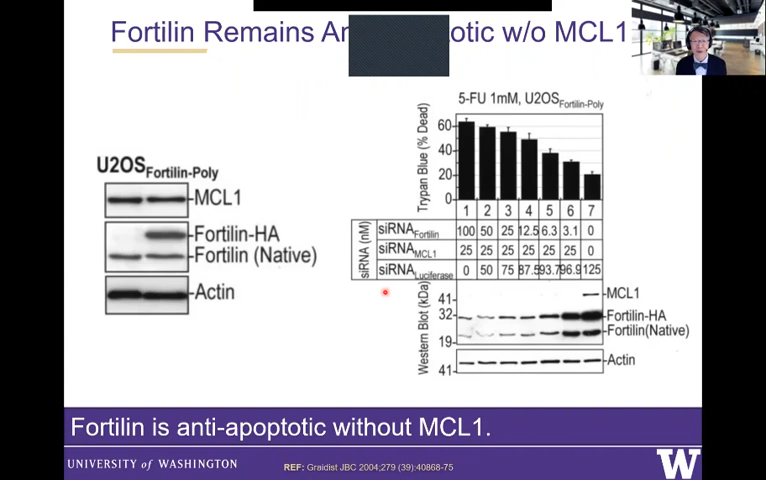 Fortilin Remains An otic w/o MCL1
5-FU 1mM, U2OSFortilin-Poly
Trypan Blue (% Dead)
60
40
20
0
1 2 3 4 5 6 7
siRNA (nM)
siRNAFortilin 100 50 25 12.5 6.3 3.1 0
siRNAMCL1 25 25 25 25 25 25 0
siRNALuciferase 0 50 75 87.5 93.7 96.9 125
Western Blot (kDa)
41
32
19
41
MCL1
Fortilin-HA
Fortilin(Native)
Actin
U2OSFortilin-Poly
MCL1
Fortilin-HA
Fortilin (Native)
Actin
Fortilin is anti-apoptotic without MCL1.
UNIVERSITY of WASHINGTON
REF: Graidist JBC 2004;279 (39):40868-75
W